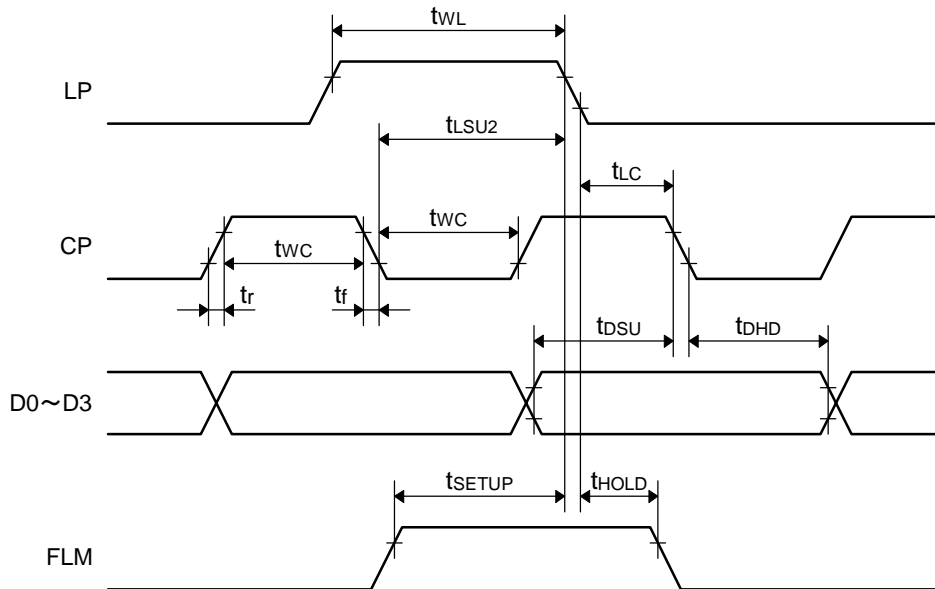 tWL
LP
tLSU2
tLC
CP
tWC
tWC
tr
tf
tDSU
tDHD
D0～D3
tSETUP
tHOLD
FLM